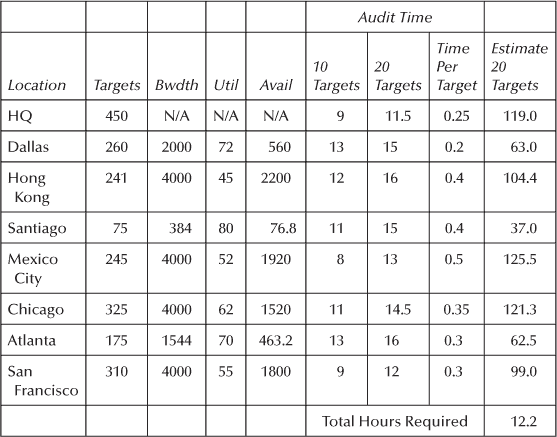 Audit Time
Location Targets Bwdth Util Avail 10 Targets 20 Targets Time Per Target Estimate 20 Targets
HQ 450 N/A N/A N/A 9 11.5 0.25 119.0
Dallas 260 2000 72 560 13 15 0.2 63.0
Hong Kong 241 4000 45 2200 12 16 0.4 104.4
Santiago 75 384 80 76.8 11 15 0.4 37.0
Mexico City 245 4000 52 1920 8 13 0.5 125.5
Chicago 325 4000 62 1520 11 14.5 0.35 121.3
Atlanta 175 1544 70 463.2 13 16 0.3 62.5
San Francisco 310 4000 55 1800 9 12 0.3 99.0
Total Hours Required 12.2